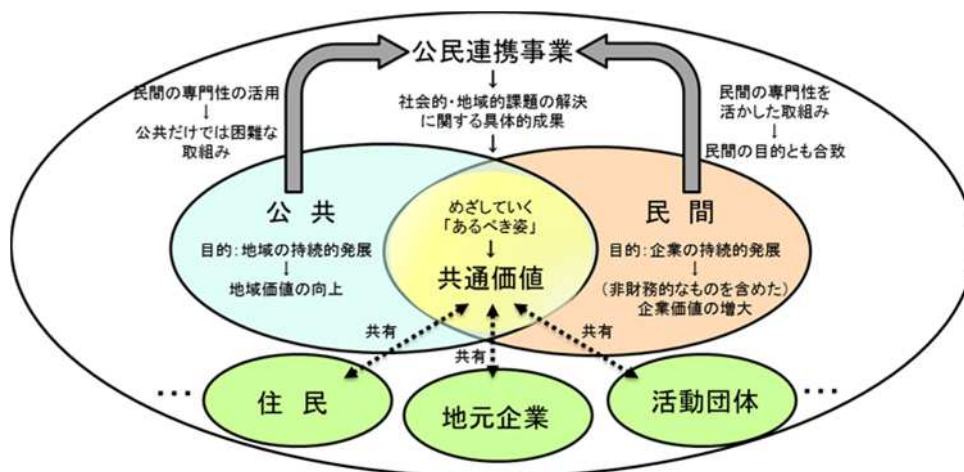 公民連携事業
↓
社会的・地域的課題の解決
に関する具体的成果
↓
民間の専門性の活用
↓
公共だけでは困難な
取組み
民間の専門性を
活かした取組み
↓
民間の目的とも合致
公 共
目的：地域の持続的発展
↓
地域価値の向上
めざしていく
「あるべき姿」
↓
共通価値
民 間
目的：企業の持続的発展
↓
（非財務的なものを含めた）
企業価値の増大
共有
共有
共有
…
住 民
地元企業
活動団体
…